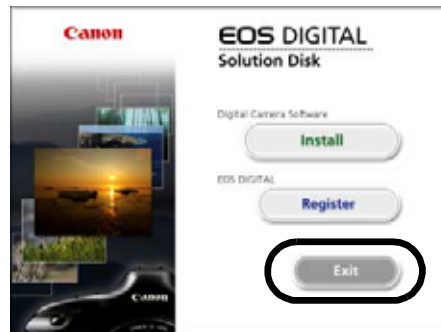 Canon
EOS DIGITAL
Solution Disk
Digital Camera Software
Install
EOS DIGITAL
Register
Exit
Canon